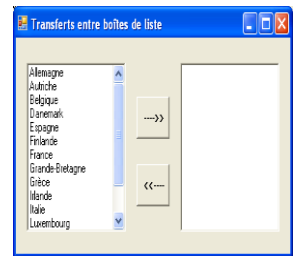 Transferts entre boîtes de liste
Allemagne
Autriche
Belgique
Danemark
Espagne
Finlande
France
Grande-Bretagne
Grèce
Irlande
Italie
Luxembourg
---->>
<<----